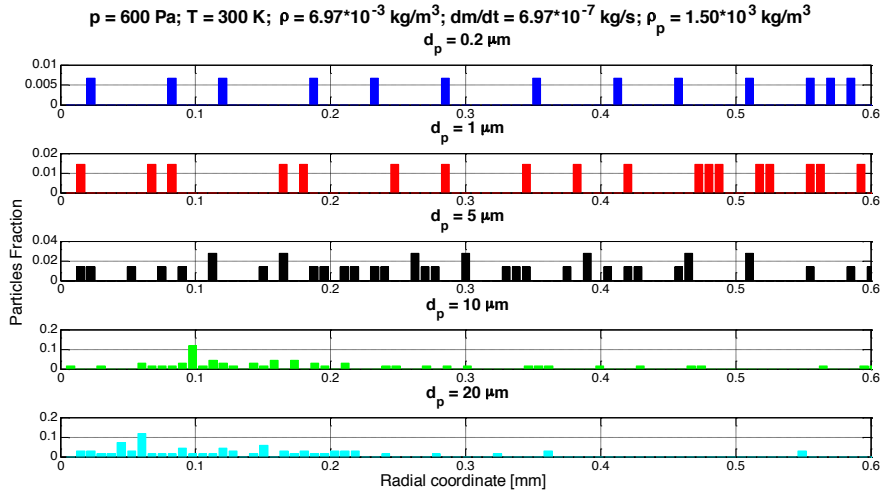 p = 600 Pa; T = 300 K; ρ = 6.97*10⁻³ kg/m³; dm/dt = 6.97*10⁻⁷ kg/s; ρₚ = 1.50*10³ kg/m³
dₚ = 0.2 μm
0.01
0.005
0
0 0.1 0.2 0.3 0.4 0.5 0.6
dₚ = 1 μm
0.02
0.01
0
0 0.1 0.2 0.3 0.4 0.5 0.6
dₚ = 5 μm
0.04
0.02
0
0 0.1 0.2 0.3 0.4 0.5 0.6
dₚ = 10 μm
0.2
0.1
0
0 0.1 0.2 0.3 0.4 0.5 0.6
dₚ = 20 μm
0.2
0.1
0
0 0.1 0.2 0.3 0.4 0.5 0.6
Radial coordinate [mm]
Particles Fraction